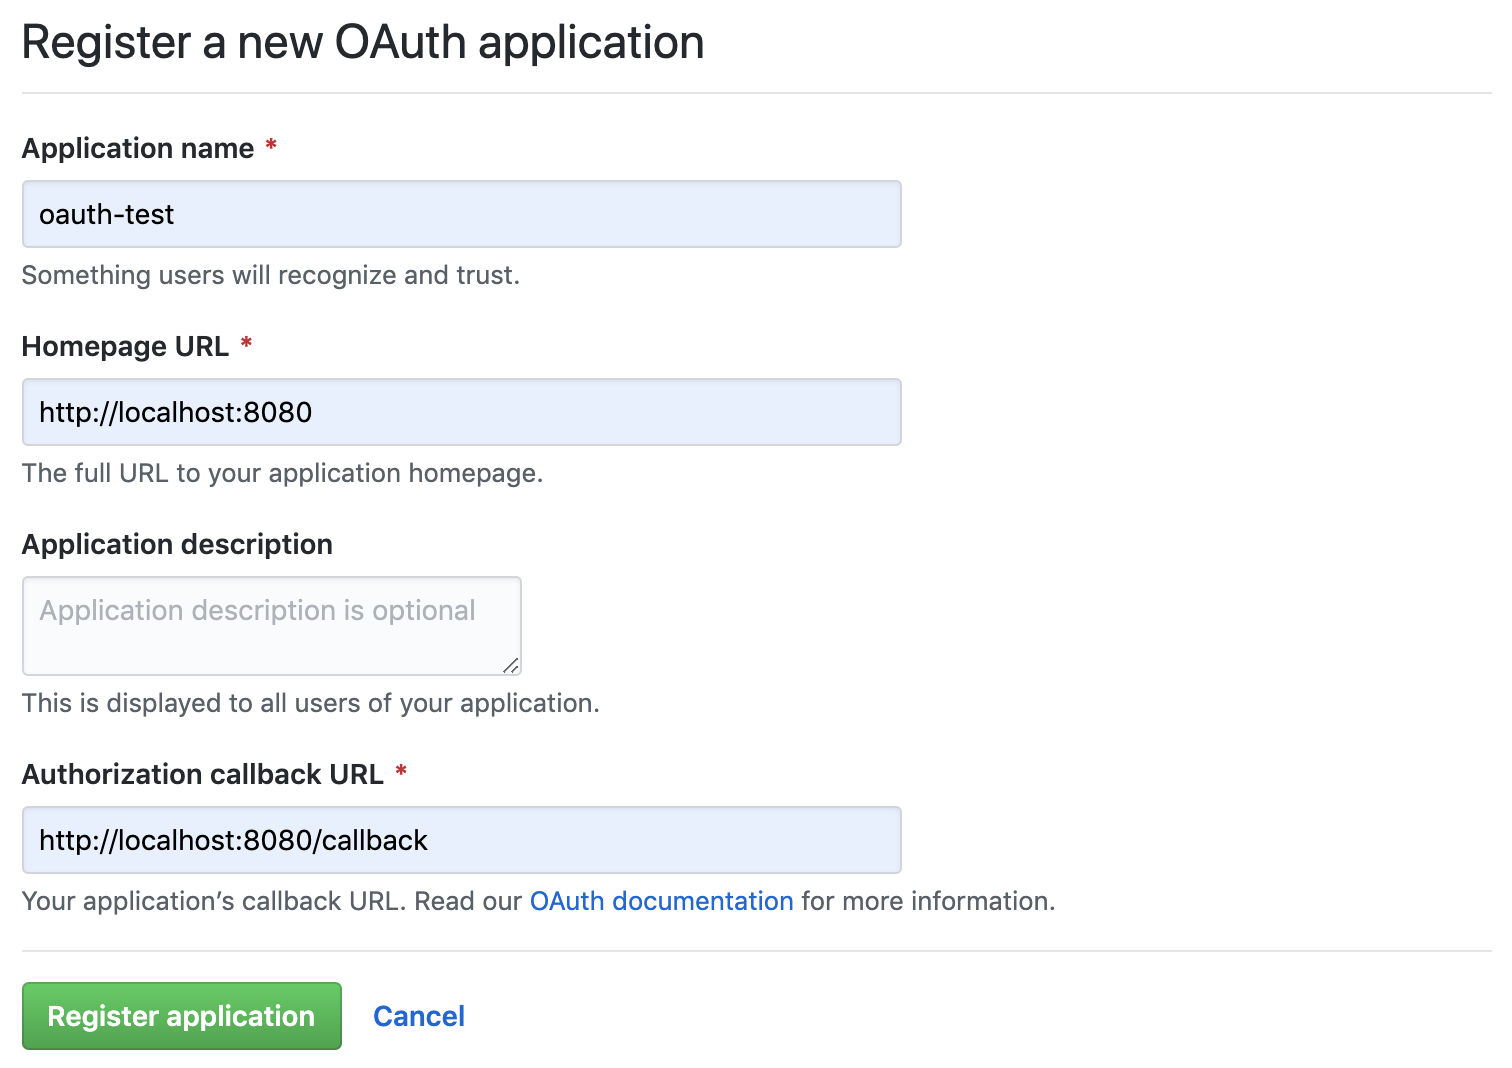 Register a new OAuth application
Application name *
oauth-test
Something users will recognize and trust.
Homepage URL *
http://localhost:8080
The full URL to your application homepage.
Application description
Application description is optional
This is displayed to all users of your application.
Authorization callback URL *
http://localhost:8080/callback
Your application’s callback URL. Read our OAuth documentation for more information.
Register application Cancel